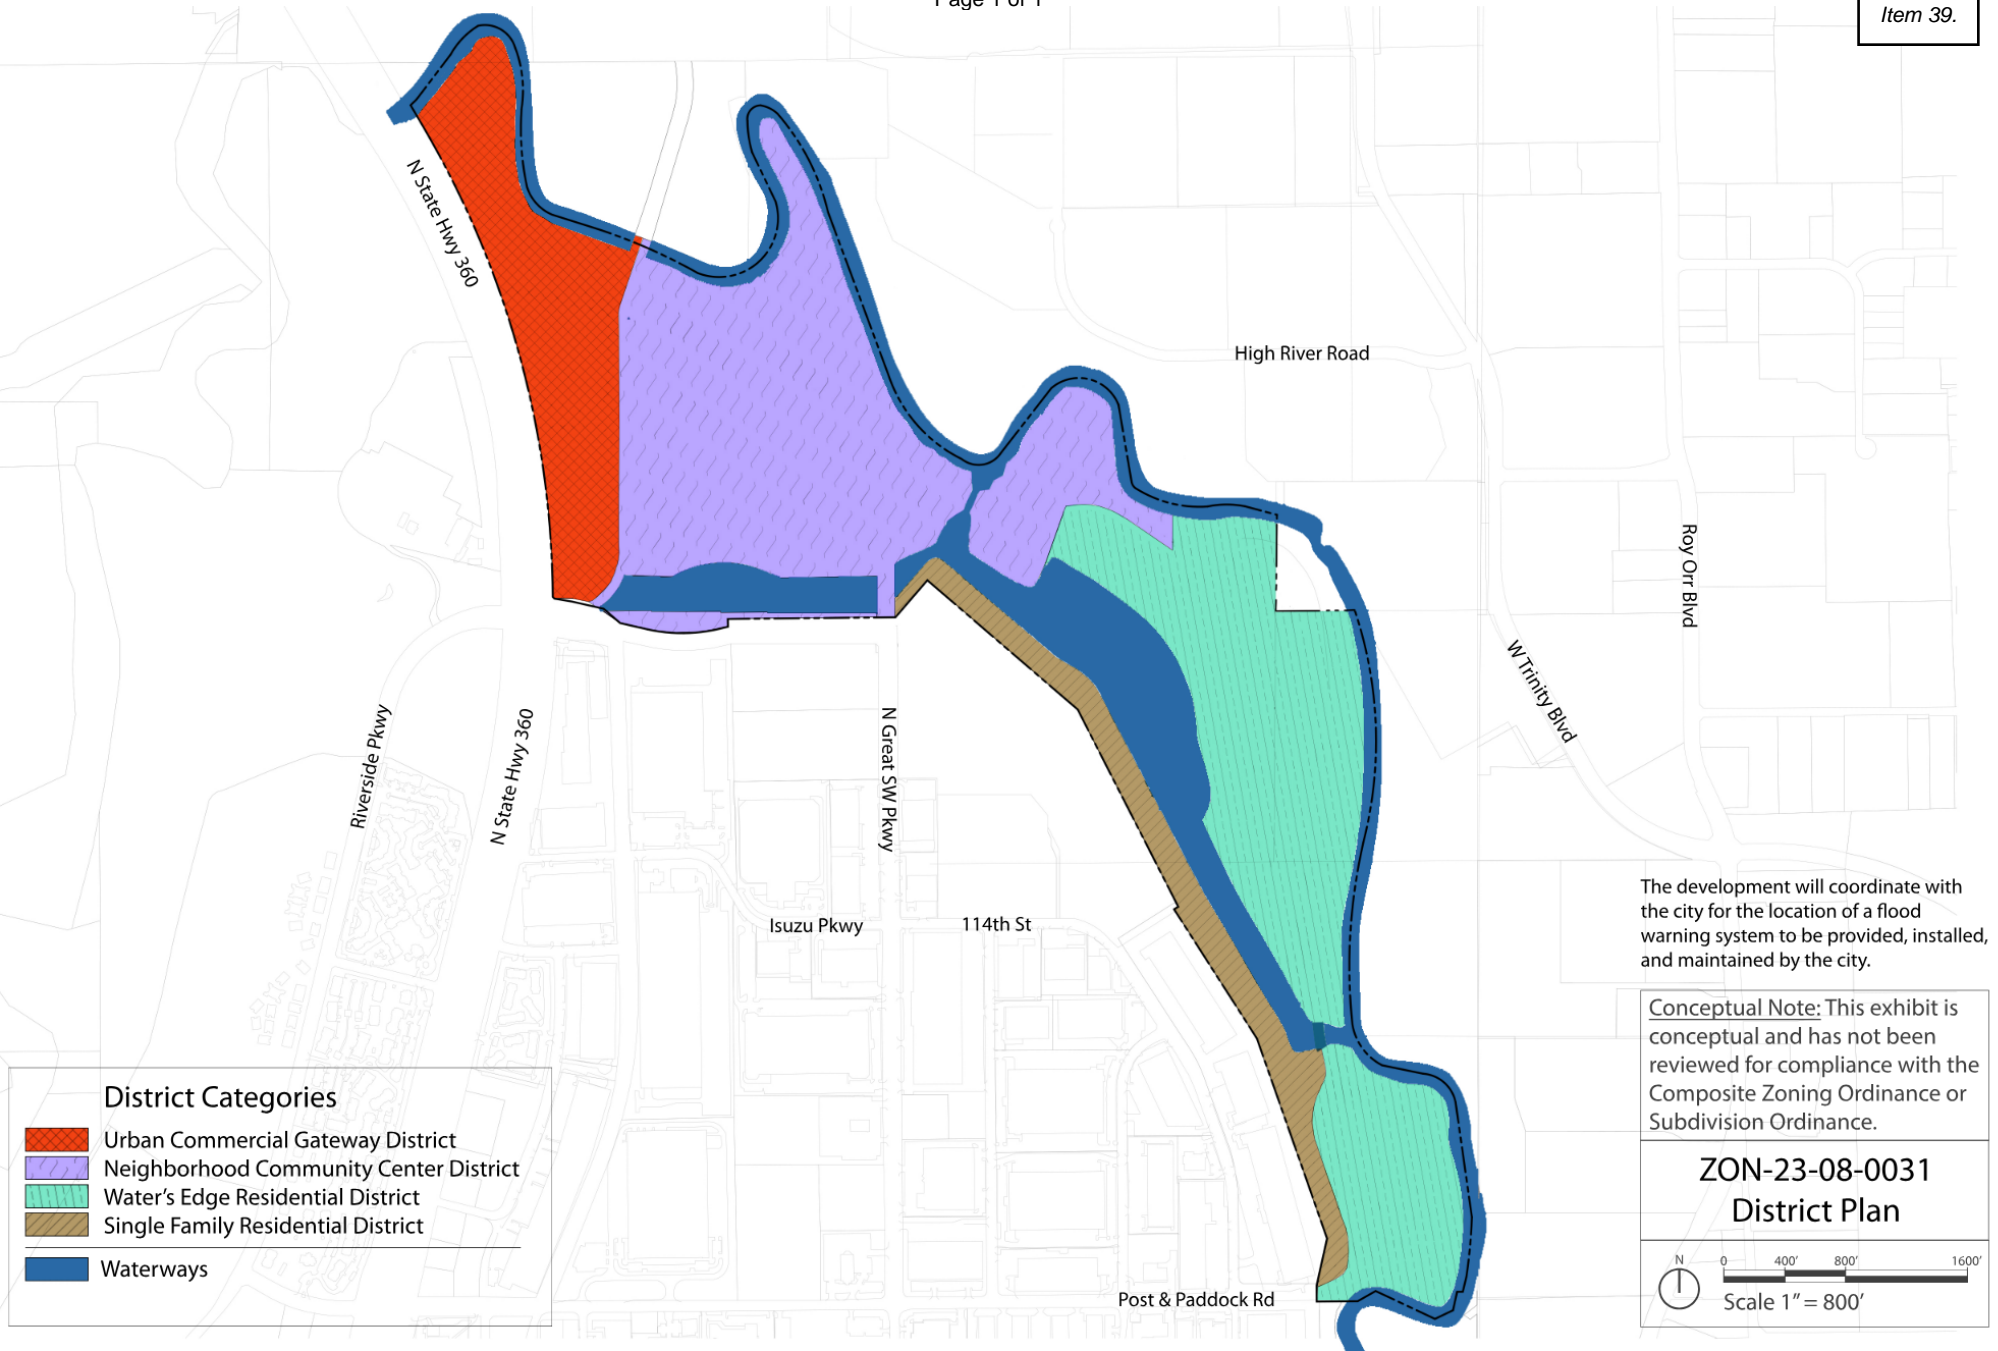 Page 1 of 1
Item 39.
N State Hwy 360
High River Road
Roy Orr Blvd
W Trinity Blvd
Riverside Pkwy
N State Hwy 360
N Great SW Pkwy
Isuzu Pkwy
114th St
Post & Paddock Rd
The development will coordinate with
the city for the location of a flood
warning system to be provided, installed,
and maintained by the city.
Conceptual Note: This exhibit is
conceptual and has not been
reviewed for compliance with the
Composite Zoning Ordinance or
Subdivision Ordinance.
ZON-23-08-0031
District Plan
N
0 400' 800' 1600'
Scale 1" = 800'
District Categories
Urban Commercial Gateway District
Neighborhood Community Center District
Water's Edge Residential District
Single Family Residential District
Waterways